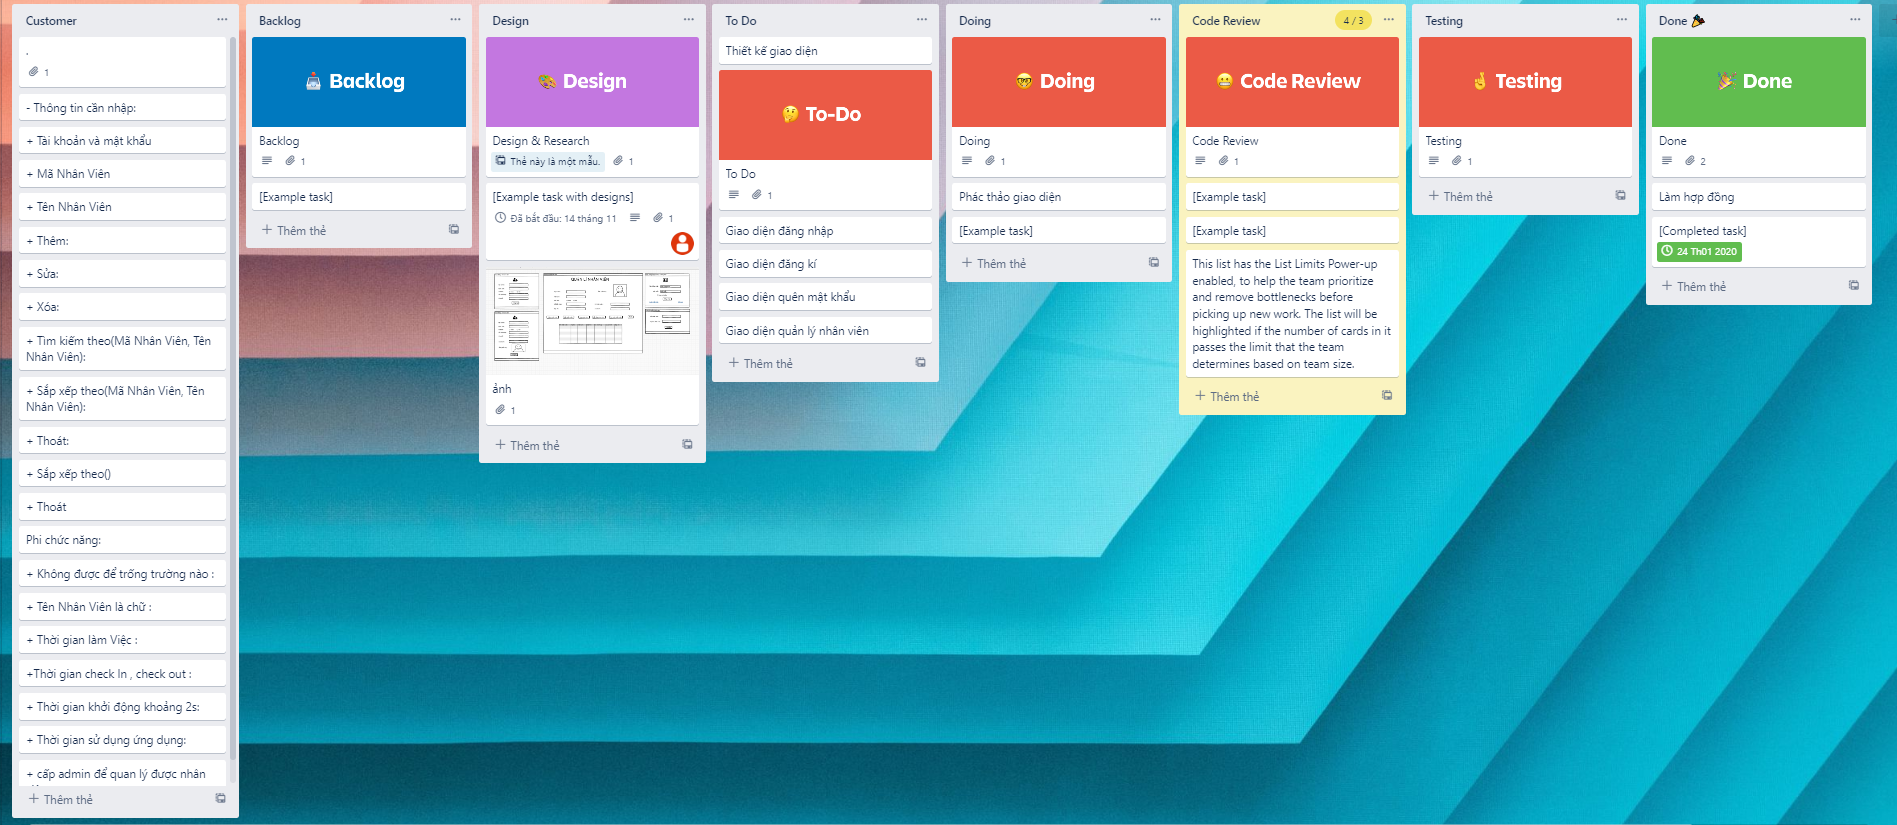 Customer
.
1
- Thông tin cần nhập:
+ Tài khoản và mật khẩu
+ Mã Nhân Viên
+ Tên Nhân Viên
+ Thêm:
+ Sửa:
+ Xóa:
+ Tìm kiếm theo(Mã Nhân Viên, Tên
Nhân Viên):
+ Sắp xếp theo(Mã Nhân Viên, Tên
Nhân Viên):
+ Thoát:
+ Sắp xếp theo()
+ Thoát
Phi chức năng:
+ Không được để trống trường nào :
+ Tên Nhân Viên là chữ :
+ Thời gian làm Việc :
+Thời gian check In , check out :
+ Thời gian khởi động khoảng 2s:
+ Thời gian sử dụng ứng dụng:
+ cấp admin để quan lý được nhân
+ Thêm thẻ
Backlog
Backlog
Backlog
1
[Example task]
+ Thêm thẻ
Design
Design
Design & Research
Thẻ này là một mẫu.
1
[Example task with designs]
Đã bắt đầu: 14 tháng 11
1
QUẢN LÍ NHÂN VIÊN
ảnh
1
+ Thêm thẻ
To Do
Thiết kế giao diện
To-Do
To Do
1
Giao diện đăng nhập
Giao diện đăng kí
Giao diện quên mật khẩu
Giao diện quản lý nhân viên
+ Thêm thẻ
Doing
Doing
Doing
1
Phác thảo giao diện
[Example task]
+ Thêm thẻ
Code Review
4 / 3
Code Review
Code Review
1
[Example task]
[Example task]
This list has the List Limits Power-up
enabled, to help the team prioritize
and remove bottlenecks before
picking up new work. The list will be
highlighted if the number of cards in it
passes the limit that the team
determines based on team size.
+ Thêm thẻ
Testing
Testing
Testing
1
+ Thêm thẻ
Done 🎉
Done
Done
2
Làm hợp đồng
[Completed task]
24 Th01 2020
+ Thêm thẻ